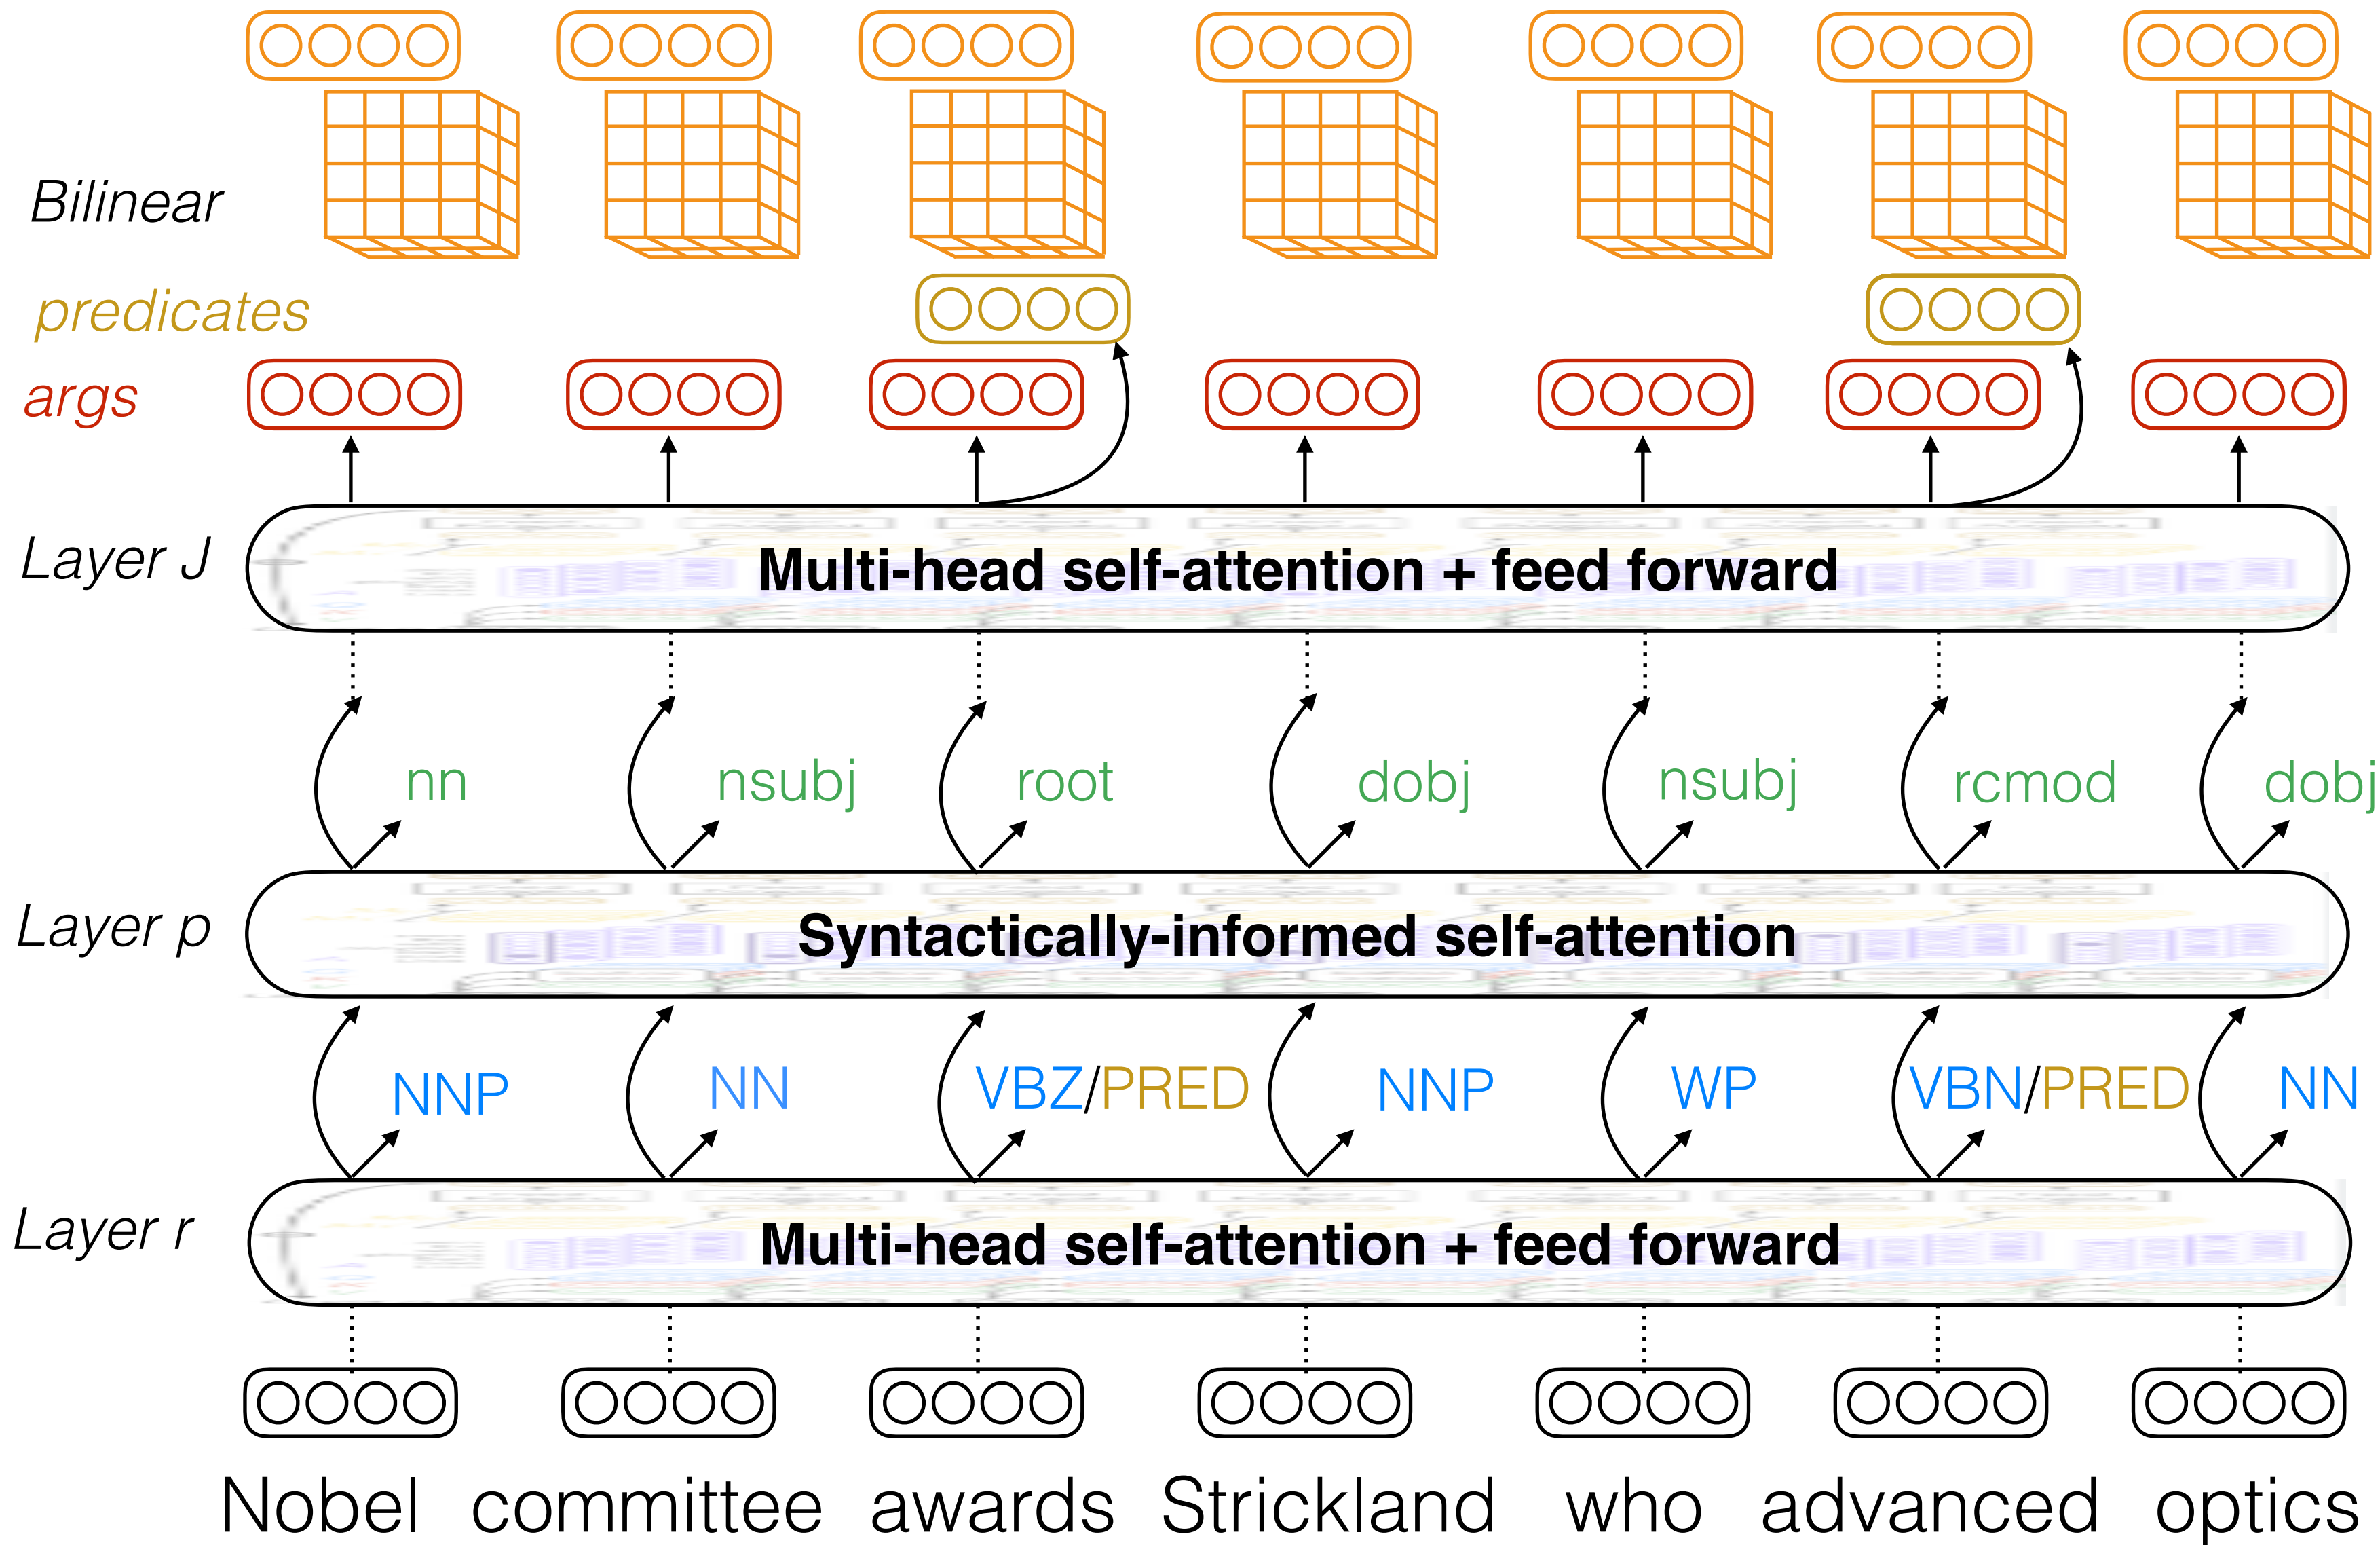 Bilinear
predicates
args
Layer J Multi-head self-attention + feed forward
nn nsubj root dobj nsubj rcmod dobj
Layer p Syntactically-informed self-attention
NNP NN VBZ/PRED NNP WP VBN/PRED NN
Layer r Multi-head self-attention + feed forward
Nobel committee awards Strickland who advanced optics